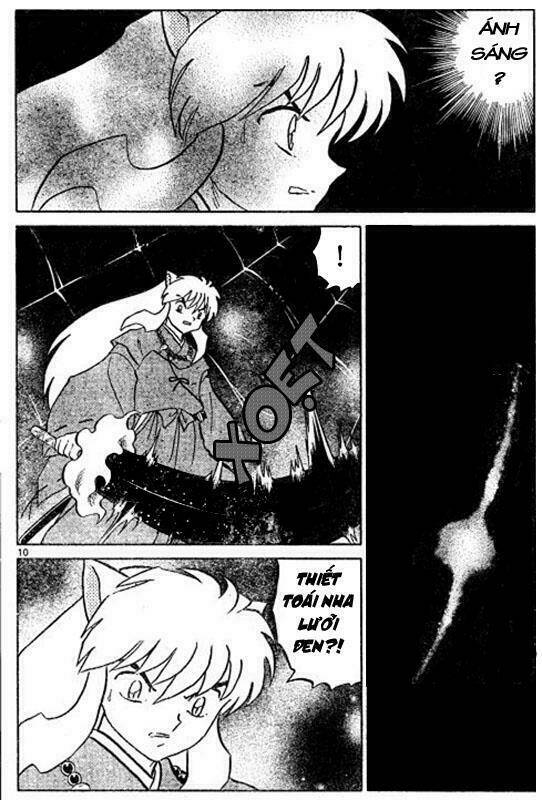 ÁNH
SÁNG
?
!
XOẸT
10
THIẾT
TOÁI NHA
LƯỠI
ĐEN?!